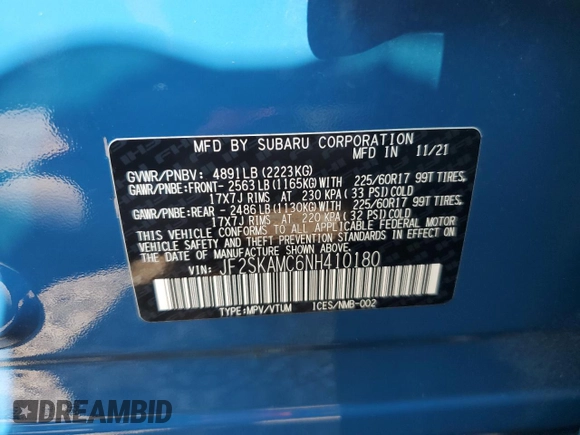 MFD BY SUBARU CORPORATION
MFD IN 11/21
GVWR/PNBV: 4891LB(2223KG)
GAWR/PNBE:FRONT- 2563LB(1165KG)WITH 225/60R17 99T TIRES.
17X7J RIMS AT 230 KPA(33 PSI)COLD
GAWR/PNBE:REAR - 2486LB(1130KG)WITH 225/60R17 99T TIRES.
17X7J RIMS AT 220 KPA(32 PSI)COLD
THIS VEHICLE CONFORMS TO ALL APPLICABLE FEDERAL MOTOR
VEHICLE SAFETY AND THEFT PREVENTION STANDARDS
IN EFFECT ON THE DATE OF MANUFACTURE SHOWN ABOVE.
VIN: JF2SKAMC6NH410180
TYPE:MPV/VTUM ICES/NMB-002
DREAMBID